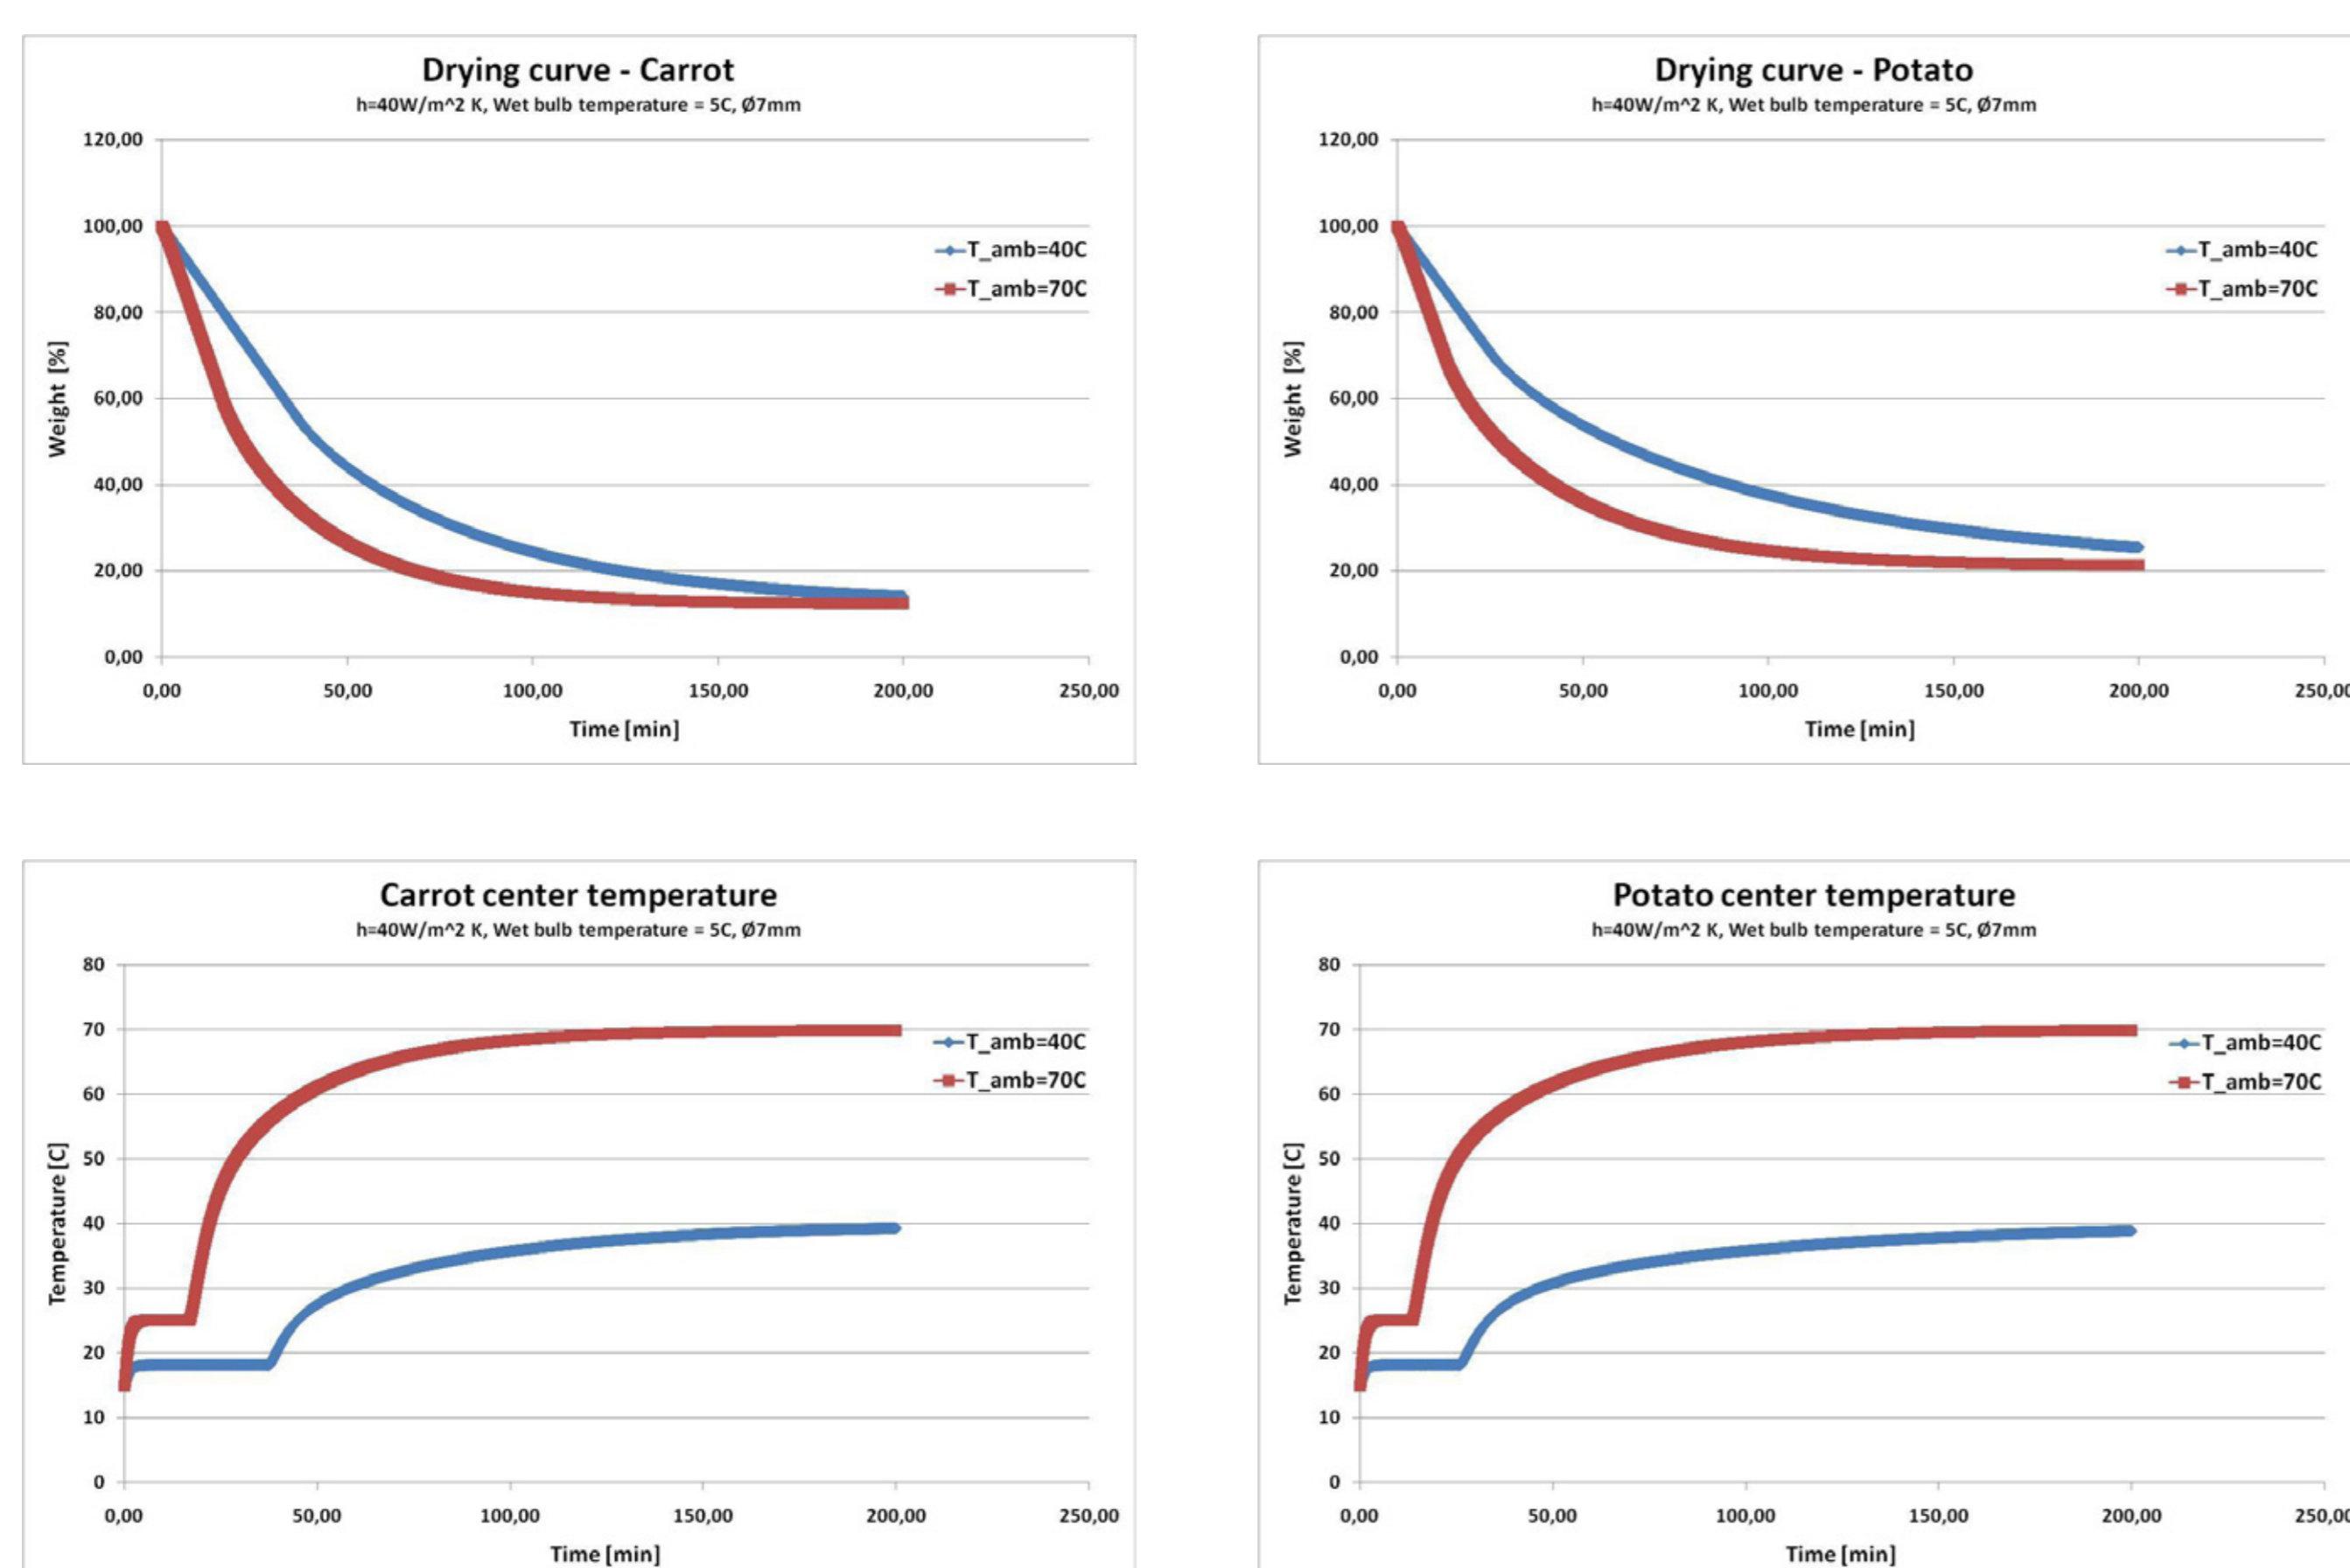 Drying curve - Carrot
h=40W/m^2 K, Wet bulb temperature = 5C, Ø7mm
120,00
100,00
80,00
60,00
40,00
20,00
0,00
Weight [%]
T_amb=40C
T_amb=70C
0,00 50,00 100,00 150,00 200,00 250,00
Time [min]
Drying curve - Potato
h=40W/m^2 K, Wet bulb temperature = 5C, Ø7mm
120,00
100,00
80,00
60,00
40,00
20,00
0,00
Weight [%]
T_amb=40C
T_amb=70C
0,00 50,00 100,00 150,00 200,00 250,00
Time [min]
Carrot center temperature
h=40W/m^2 K, Wet bulb temperature = 5C, Ø7mm
80
70
60
50
40
30
20
10
0
Temperature [C]
T_amb=40C
T_amb=70C
0,00 50,00 100,00 150,00 200,00 250,00
Time [min]
Potato center temperature
h=40W/m^2 K, Wet bulb temperature = 5C, Ø7mm
80
70
60
50
40
30
20
10
0
Temperature [C]
T_amb=40C
T_amb=70C
0,00 50,00 100,00 150,00 200,00 250,00
Time [min]